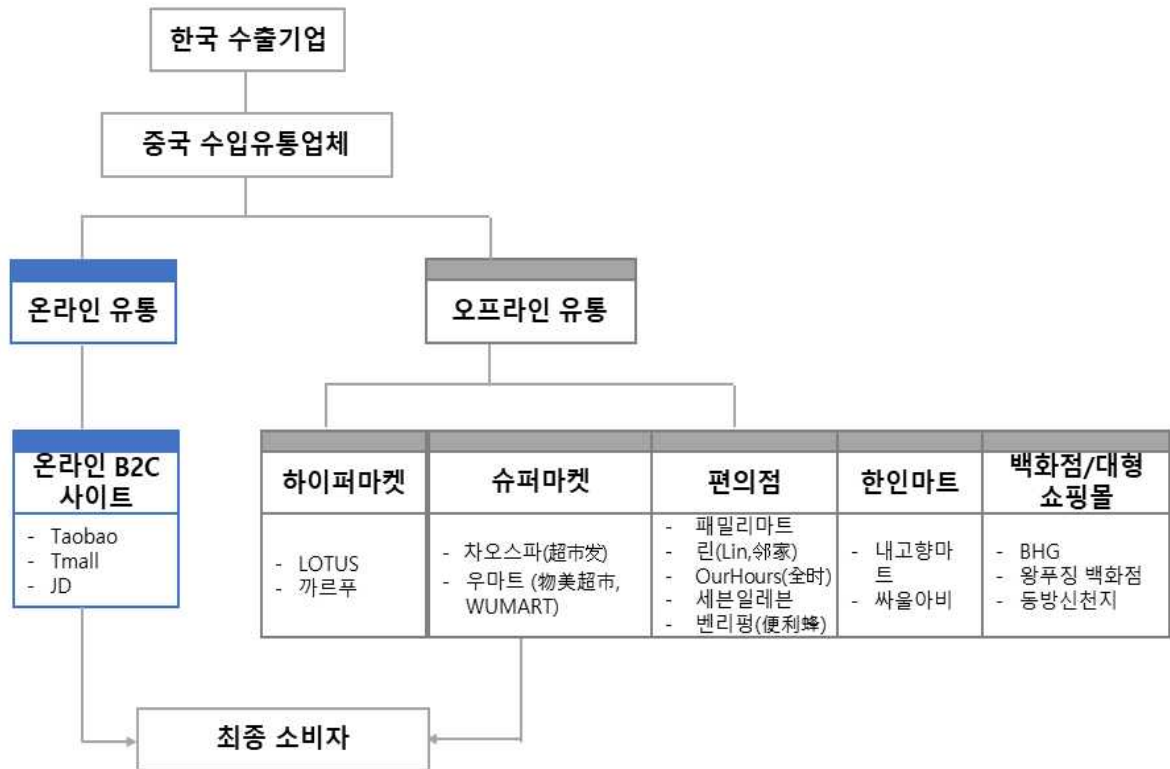 한국 수출기업
중국 수입유통업체
온라인 유통
오프라인 유통
온라인 B2C
사이트
- Taobao
- Tmall
- JD
하이퍼마켓
- LOTUS
- 까르푸
슈퍼마켓
- 차오스파(超市发)
- 우마트 (物美超市,
WUMART)
편의점
- 패밀리마트
- 린(Lin,邻家)
- OurHours(全时)
- 세븐일레븐
- 벤리펑(便利蜂)
한인마트
- 내고향마
트
- 싸울아비
백화점/대형
쇼핑몰
- BHG
- 왕푸징 백화점
- 동방신천지
최종 소비자